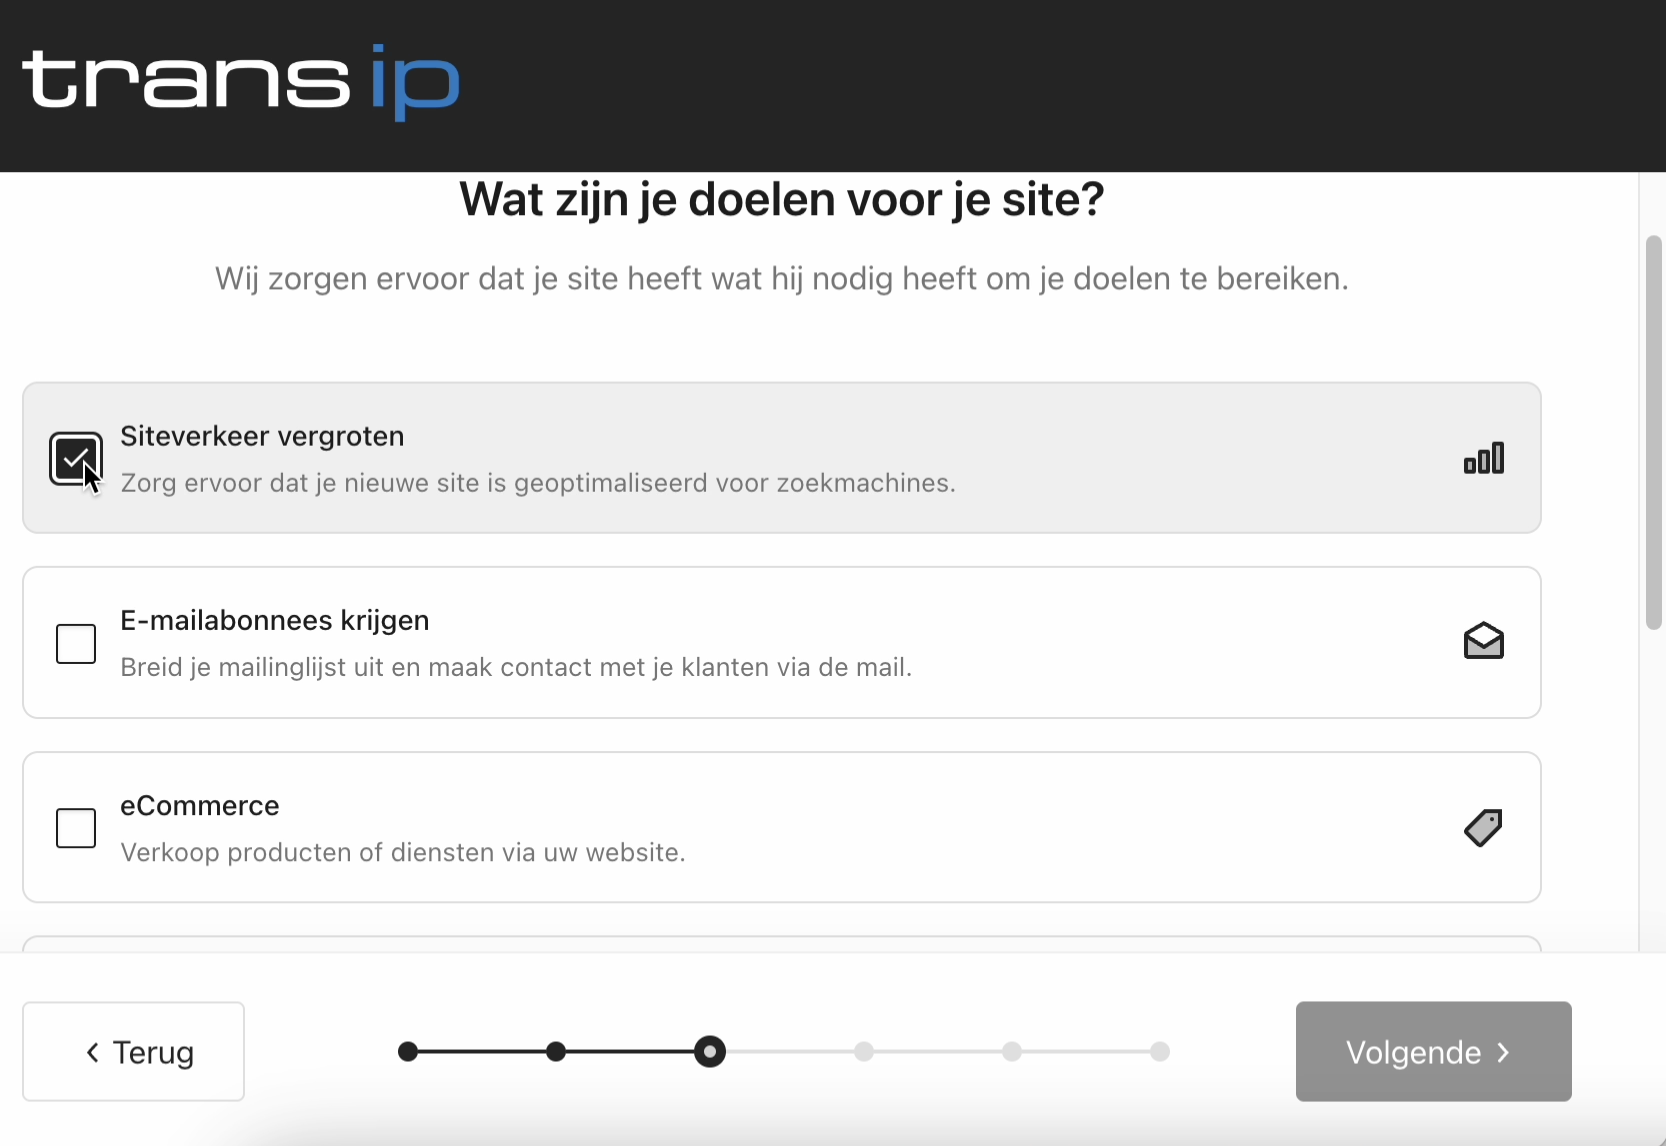 transip
Wat zijn je doelen voor je site?
Wij zorgen ervoor dat je site heeft wat hij nodig heeft om je doelen te bereiken.
Siteverkeer vergroten
Zorg ervoor dat je nieuwe site is geoptimaliseerd voor zoekmachines.
E-mailabonnees krijgen
Breid je mailinglijst uit en maak contact met je klanten via de mail.
eCommerce
Verkoop producten of diensten via uw website.
Terug
Volgende